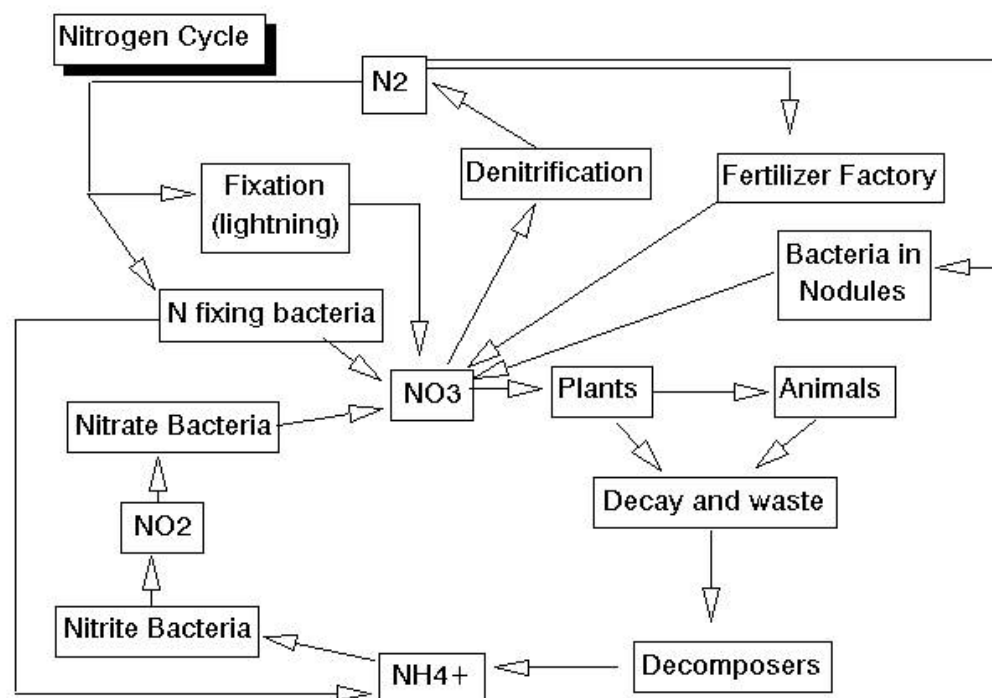 Nitrogen Cycle
N2
Denitrification
Fertilizer Factory
Fixation
(lightning)
Bacteria in
Nodules
N fixing bacteria
NO3
Plants
Animals
Nitrate Bacteria
Decay and waste
NO2
Nitrite Bacteria
NH4+
Decomposers